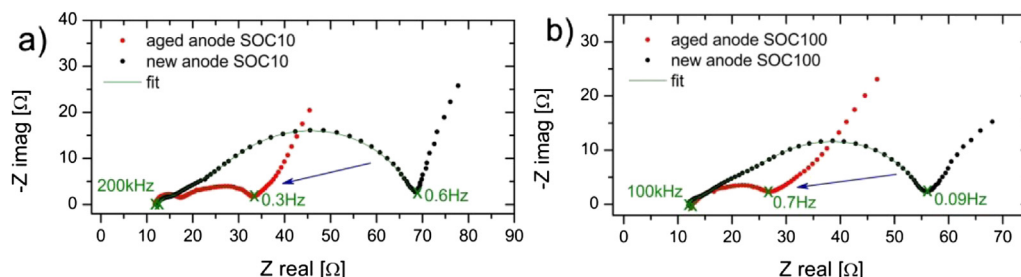 a)
aged anode SOC10
new anode SOC10
fit
200kHz
0.3Hz
0.6Hz
-Z imag [Ω]
40
30
20
10
0
0 10 20 30 40 50 60 70 80 90
Z real [Ω]
b)
aged anode SOC100
new anode SOC100
fit
100kHz
0.7Hz
0.09Hz
-Z imag [Ω]
40
30
20
10
0
0 10 20 30 40 50 60 70
Z real [Ω]